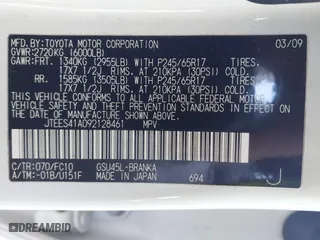 MFD.BY:TOYOTA MOTOR CORPORATION 03/09
GVWR:2720KG (6000LB)
GAWR:FRT. 1340KG (2955LB) WITH P245/65R17 TIRES,
17X7 1/2J RIMS, AT 210KPA (30PSI) COLD
RR. 1585KG (3505LB) WITH P245/65R17 TIRES,
17X7 1/2J RIMS, AT 210KPA (30PSI) COLD
THIS VEHICLE CONFORMS TO ALL APPLICABLE FEDERAL
MOTOR VEHICLE SAFETY AND THEFT PREVENTION
STANDARDS IN EFFECT ON THE DATE OF MANUFACTURE
SHOWN ABOVE.
JTEES41A092128461 MPV
C/TR:070/FC10 GSU45L-BRANKA
A/TM:-01B/U151F MADE IN JAPAN 694 J
DEALERSHIP